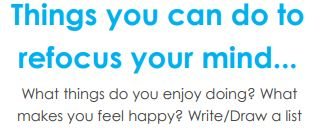 Things you can do to
refocus your mind...
What things do you enjoy doing? What
makes you feel happy? Write/Draw a list